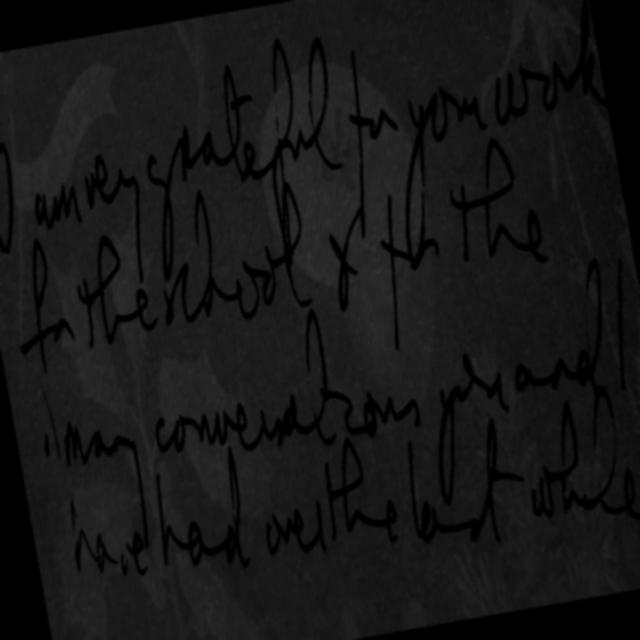 I am very grateful for your work
for the school & for the
many conversations you and I
have had over the last while